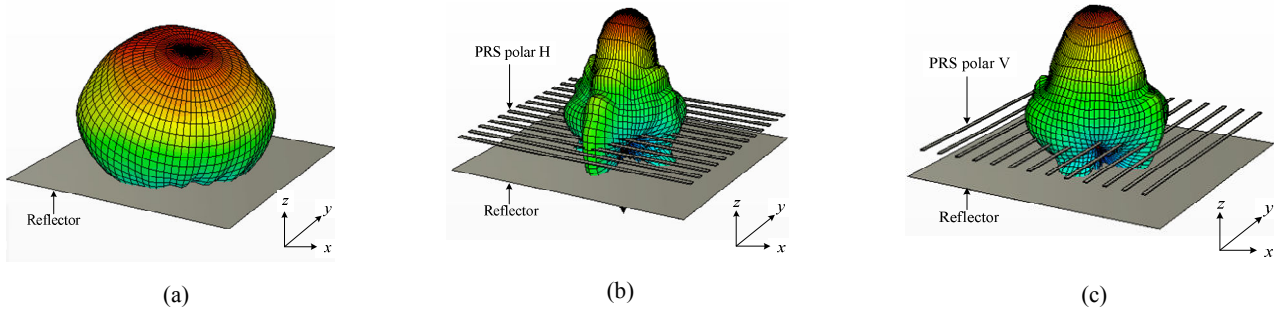 Reflector
z
y
x
(a)
PRS polar H
Reflector
z
y
x
(b)
PRS polar V
Reflector
z
y
x
(c)